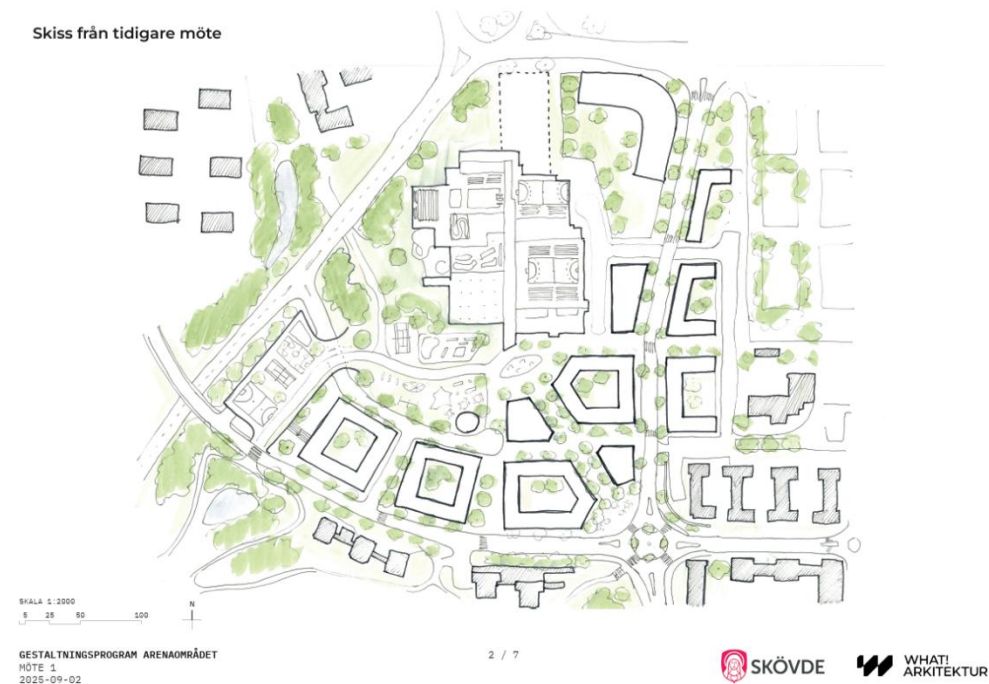 Skiss från tidigare möte
SKALA 1:2000
5 25 50 100
N
GESTALTNINGSPROGRAM ARENAOMRÅDET
MÖTE 1
2025-09-02
2 / 7
SKÖVDE
WHAT!
ARKITEKTUR